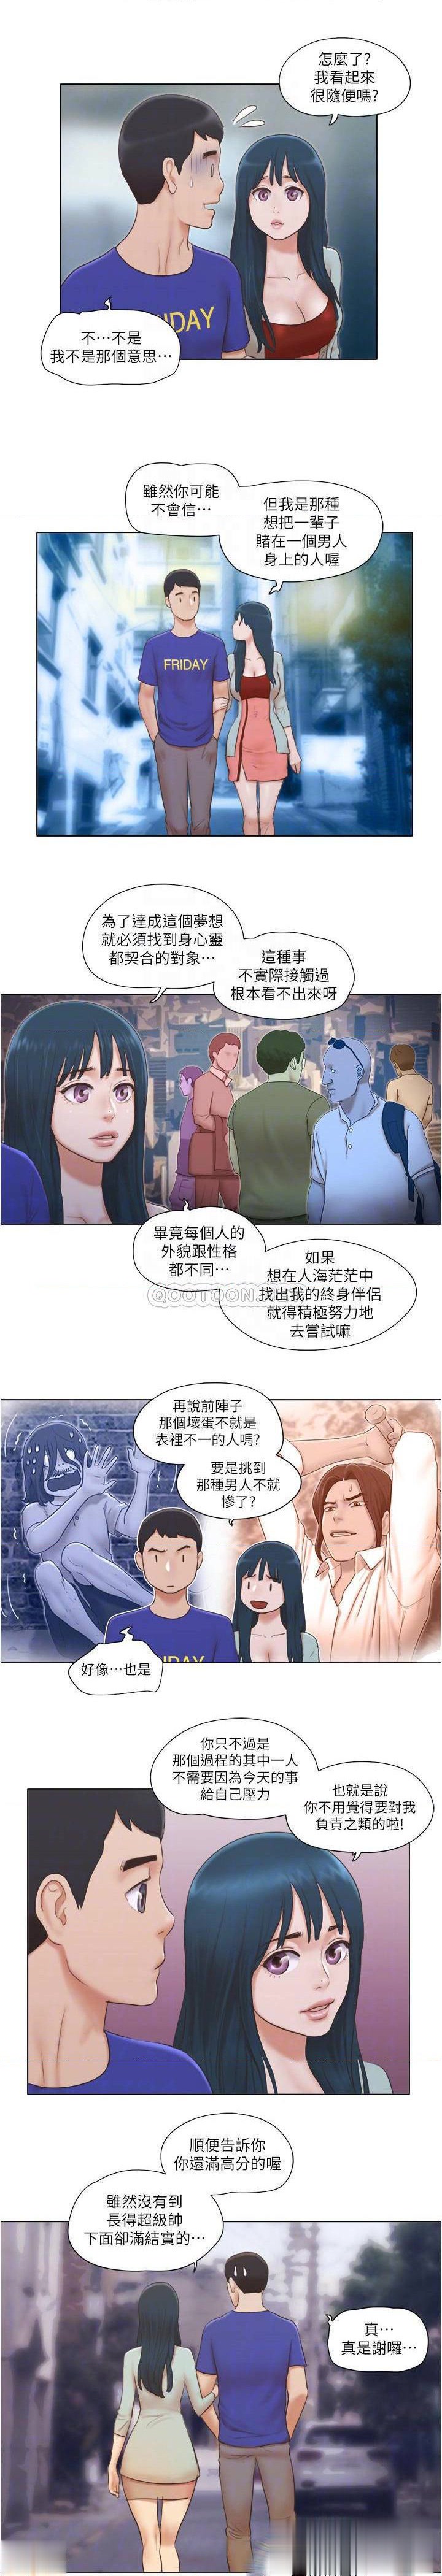 怎麼了?
我看起來
很隨便嗎?
DAY
不…不是
我不是那個意思…
雖然你可能
不會信…
但我是那種
想把一輩子
賭在一個男人
身上的人喔
FRIDAY
為了達成這個夢想
就必須找到身心靈
都契合的對象…
這種事
不實際接觸過
根本看不出來呀
畢竟每個人的
外貌跟性格
都不同…
如果
想在人海茫茫中
找出我的終身伴侶
就得積極努力地
去嘗試嘛
再說前陣子
那個壞蛋不就是
表裡不一的人嗎?
要是挑到
那種男人不就
慘了?
好像…也是
你只不過是
那個過程的其中一人
不需要因為今天的事
給自己壓力
也就是說
你不用覺得要對我
負責之類的啦!
順便告訴你
你還滿高分的喔
雖然沒有到
長得超級帥
下面卻滿結實的…
真…
真是謝囉…